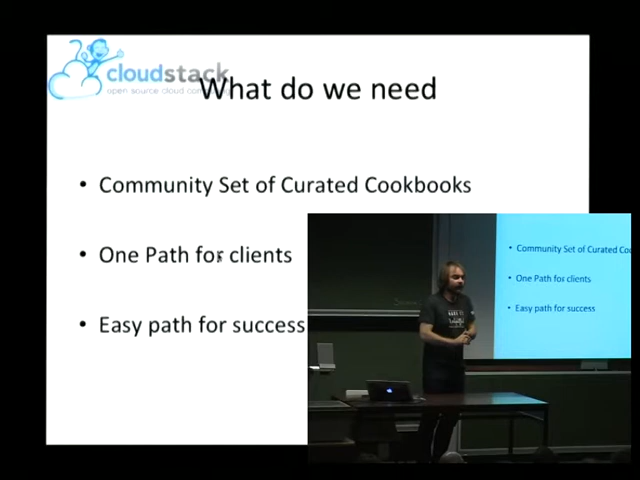 cloudstack
open source cloud
What do we need
• Community Set of Curated Cookbooks
• One Path for clients
• Easy path for success
• Community Set of Curated Coo
• One Path for clients
• Easy path for success